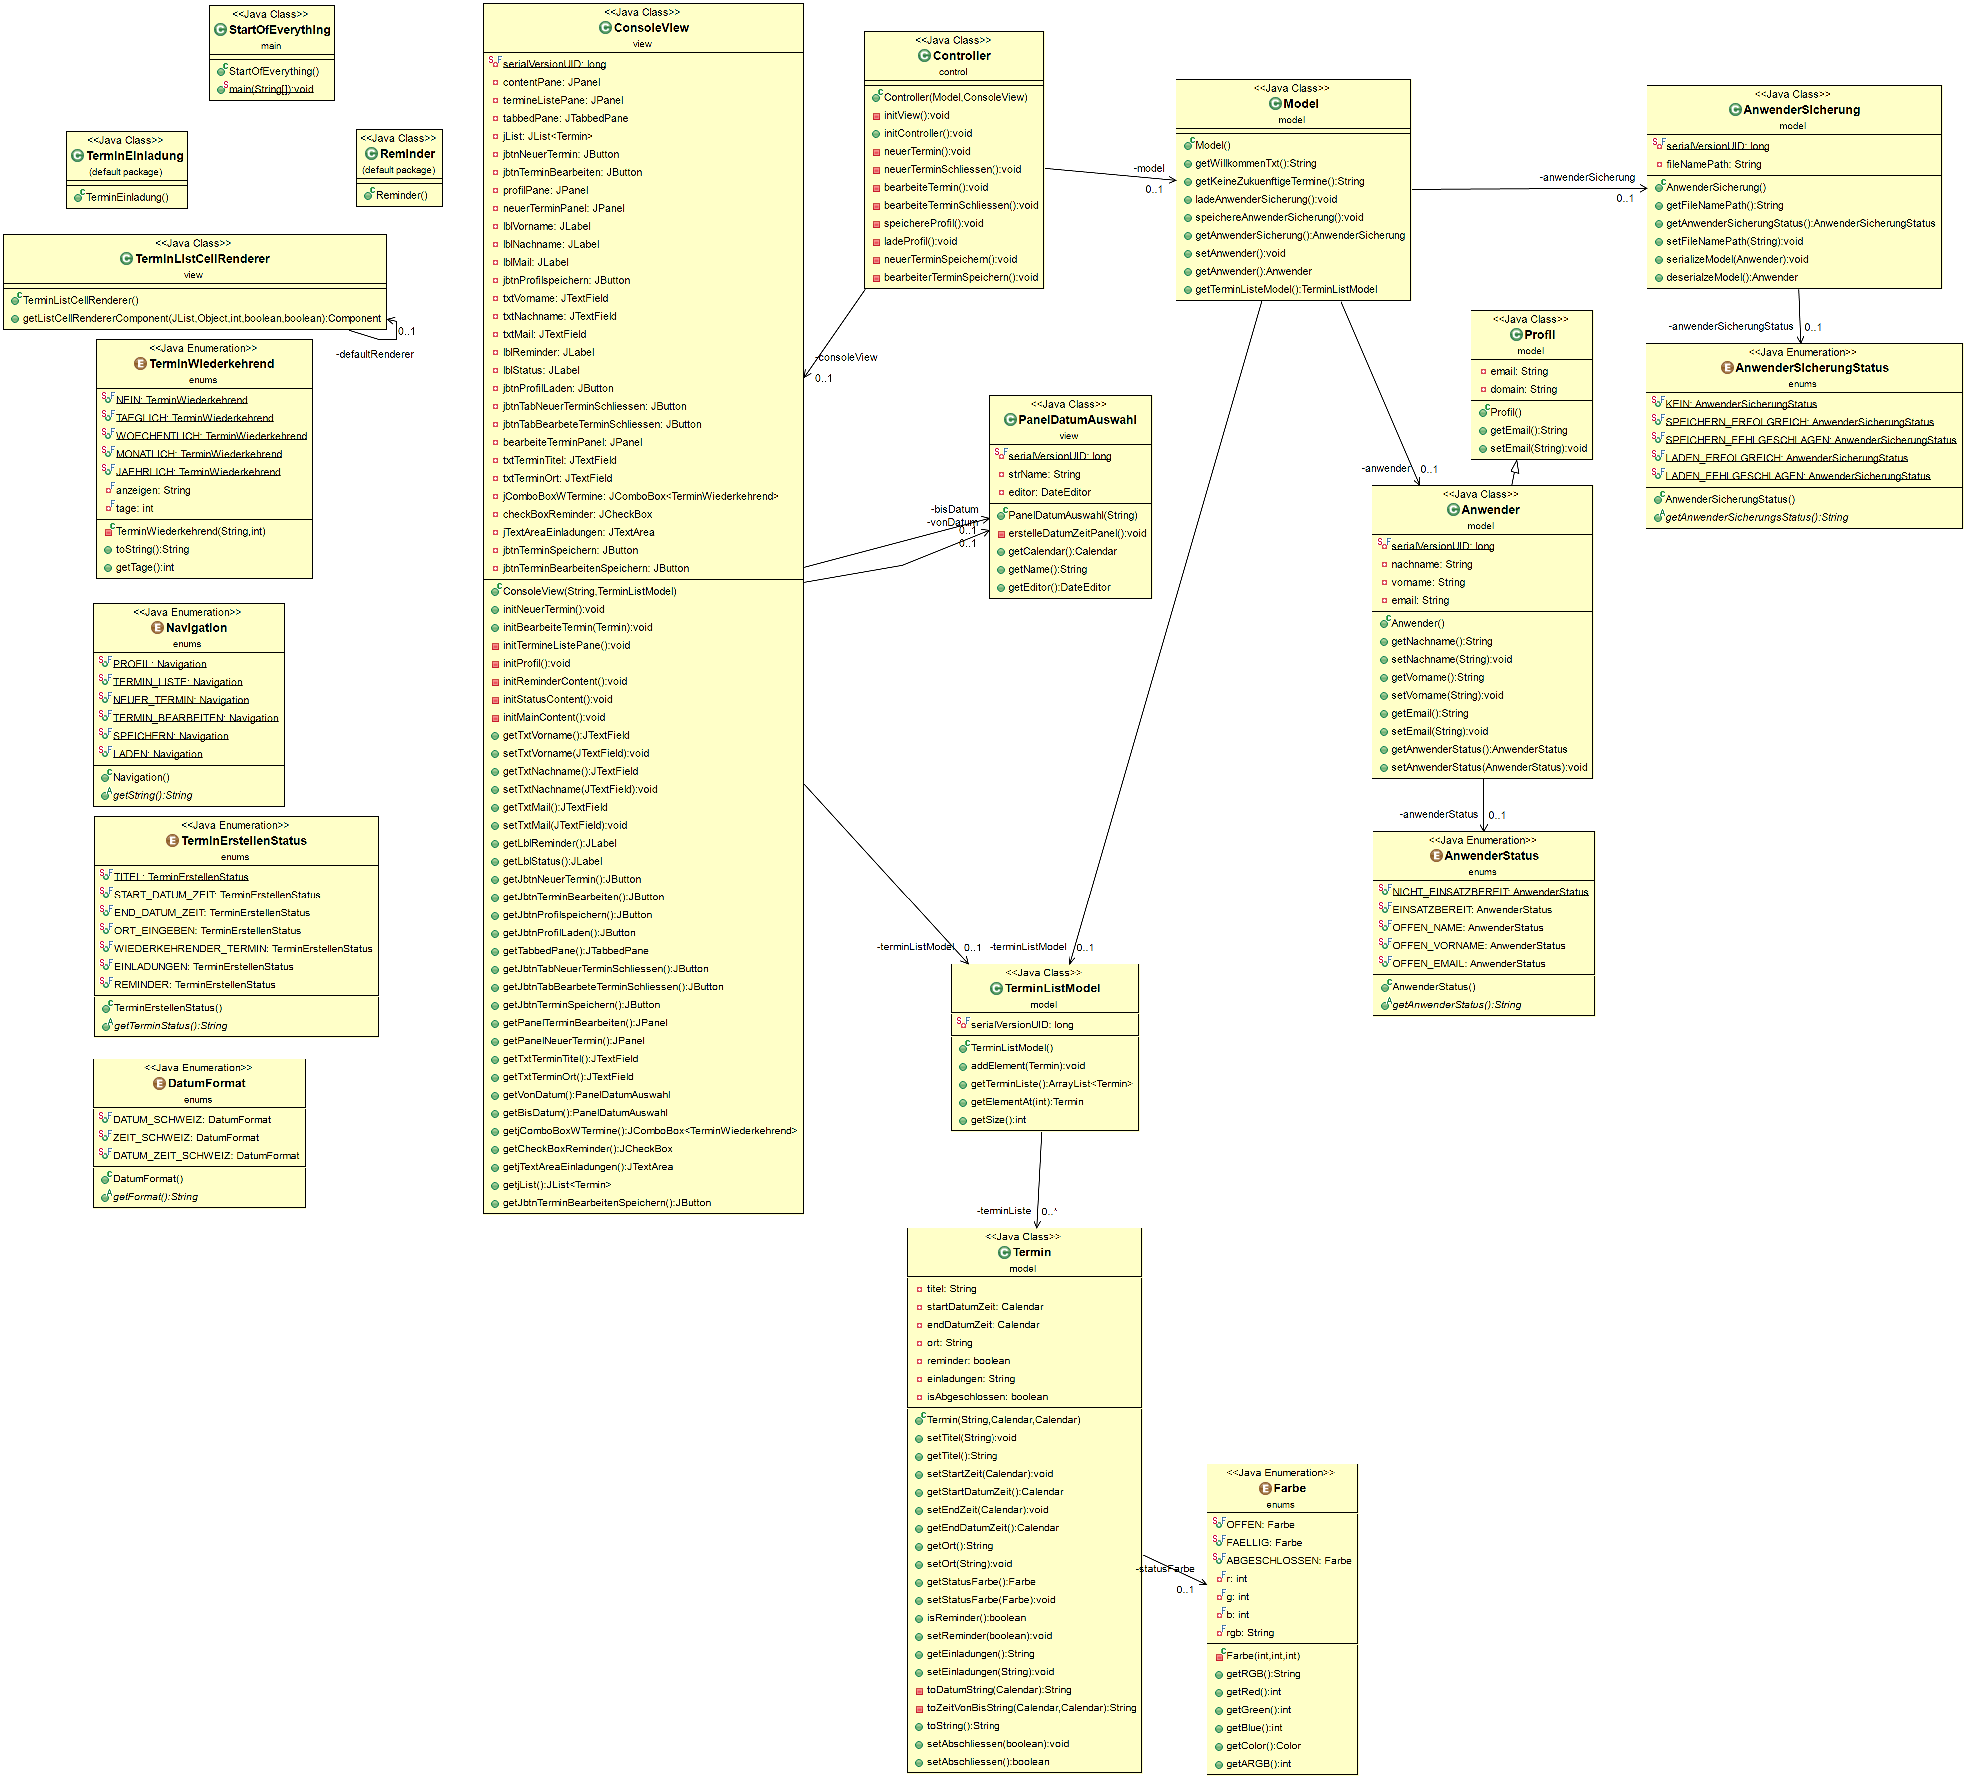 <<Java Class>>
StartOfEverything
main
StartOfEverything()
main(String[]):void
<<Java Class>>
TerminEinladung
(default package)
TerminEinladung()
<<Java Class>>
Reminder
(default package)
Reminder()
<<Java Class>>
TerminListCellRenderer
view
TerminListCellRenderer()
getListCellRendererComponent(JList,Object,int,boolean,boolean):Component
0..1
-defaultRenderer
<<Java Enumeration>>
TerminWiederkehrend
enums
NEIN: TerminWiederkehrend
TAEGLICH: TerminWiederkehrend
WOECHENTLICH: TerminWiederkehrend
MONATLICH: TerminWiederkehrend
JAEHRLICH: TerminWiederkehrend
anzeigen: String
tage: int
TerminWiederkehrend(String,int)
toString():String
getTage():int
<<Java Enumeration>>
Navigation
enums
PROFIL: Navigation
TERMIN_LISTE: Navigation
NEUER_TERMIN: Navigation
TERMIN_BEARBEITEN: Navigation
SPEICHERN: Navigation
LADEN: Navigation
Navigation()
getString():String
<<Java Enumeration>>
TerminErstellenStatus
enums
TITEL: TerminErstellenStatus
START_DATUM_ZEIT: TerminErstellenStatus
END_DATUM_ZEIT: TerminErstellenStatus
ORT_EINGEBEN: TerminErstellenStatus
WIEDERKEHRENDER_TERMIN: TerminErstellenStatus
EINLADUNGEN: TerminErstellenStatus
REMINDER: TerminErstellenStatus
TerminErstellenStatus()
getTerminStatus():String
<<Java Enumeration>>
DatumFormat
enums
DATUM_SCHWEIZ: DatumFormat
ZEIT_SCHWEIZ: DatumFormat
DATUM_ZEIT_SCHWEIZ: DatumFormat
DatumFormat()
getFormat():String
<<Java Class>>
ConsoleView
view
serialVersionUID: long
contentPane: JPanel
termineListePane: JPanel
tabbedPane: JTabbedPane
jList: JList<Termin>
jbtnNeuerTermin: JButton
jbtnTerminBearbeiten: JButton
profilPane: JPanel
neuerTerminPanel: JPanel
lblVorname: JLabel
lblNachname: JLabel
lblMail: JLabel
jbtnProfilspeichern: JButton
txtVorname: JTextField
txtNachname: JTextField
txtMail: JTextField
lblReminder: JLabel
lblStatus: JLabel
jbtnProfilLaden: JButton
jbtnTabNeuerTerminSchliessen: JButton
jbtnTabBearbeteTerminSchliessen: JButton
bearbeiteTerminPanel: JPanel
txtTerminTitel: JTextField
txtTerminOrt: JTextField
jComboBoxWTermine: JComboBox<TerminWiederkehrend>
checkBoxReminder: JCheckBox
jTextAreaEinladungen: JTextArea
jbtnTerminSpeichern: JButton
jbtnTerminBearbeitenSpeichern: JButton
ConsoleView(String,TerminListModel)
initNeuerTermin():void
initBearbeiteTermin(Termin):void
initTermineListePane():void
initProfil():void
initReminderContent():void
initStatusContent():void
initMainContent():void
getTxtVorname():JTextField
setTxtVorname(JTextField):void
getTxtNachname():JTextField
setTxtNachname(JTextField):void
getTxtMail():JTextField
setTxtMail(JTextField):void
getLblReminder():JLabel
getLblStatus():JLabel
getJbtnNeuerTermin():JButton
getJbtnTerminBearbeiten():JButton
getJbtnProfilspeichern():JButton
getJbtnProfilLaden():JButton
getTabbedPane():JTabbedPane
getJbtnTabNeuerTerminSchliessen():JButton
getJbtnTabBearbeteTerminSchliessen():JButton
getJbtnTerminSpeichern():JButton
getPanelTerminBearbeiten():JPanel
getPanelNeuerTermin():JPanel
getTxtTerminTitel():JTextField
getTxtTerminOrt():JTextField
getVonDatum():PanelDatumAuswahl
getBisDatum():PanelDatumAuswahl
getjComboBoxWTermine():JComboBox<TerminWiederkehrend>
getCheckBoxReminder():JCheckBox
getjTextAreaEinladungen():JTextArea
getjList():JList<Termin>
getJbtnTerminBearbeitenSpeichern():JButton
<<Java Class>>
Controller
control
Controller(Model,ConsoleView)
initView():void
initController():void
neuerTermin():void
neuerTerminSchliessen():void
bearbeiteTermin():void
bearbeiteTerminSchliessen():void
speichereProfil():void
ladeProfil():void
neuerTerminSpeichern():void
bearbeiterTerminSpeichern():void
-model
0..1
-consoleView
0..1
<<Java Class>>
Model
model
Model()
getWillkommenTxt():String
getKeineZukuenftigeTermine():String
ladeAnwenderSicherung():void
speichereAnwenderSicherung():void
getAnwenderSicherung():AnwenderSicherung
setAnwender():void
getAnwender():Anwender
getTerminListeModel():TerminListModel
-anwenderSicherung
0..1
<<Java Class>>
AnwenderSicherung
model
serialVersionUID: long
fileNamePath: String
AnwenderSicherung()
getFileNamePath():String
getAnwenderSicherungStatus():AnwenderSicherungStatus
setFileNamePath(String):void
serializeModel(Anwender):void
deserialzeModel():Anwender
-anwenderSicherungStatus
0..1
<<Java Enumeration>>
AnwenderSicherungStatus
enums
KEIN: AnwenderSicherungStatus
SPEICHERN_ERFOLGREICH: AnwenderSicherungStatus
SPEICHERN_FEHLGESCHLAGEN: AnwenderSicherungStatus
LADEN_ERFOLGREICH: AnwenderSicherungStatus
LADEN_FEHLGESCHLAGEN: AnwenderSicherungStatus
AnwenderSicherungStatus()
getAnwenderSicherungsStatus():String
<<Java Class>>
Profil
model
email: String
domain: String
Profil()
getEmail():String
setEmail(String):void
-anwender
0..1
<<Java Class>>
Anwender
model
serialVersionUID: long
nachname: String
vorname: String
email: String
Anwender()
getNachname():String
setNachname(String):void
getVorname():String
setVorname(String):void
getEmail():String
setEmail(String):void
getAnwenderStatus():AnwenderStatus
setAnwenderStatus(AnwenderStatus):void
-anwenderStatus
0..1
<<Java Enumeration>>
AnwenderStatus
enums
NICHT_EINSATZBEREIT: AnwenderStatus
EINSATZBEREIT: AnwenderStatus
OFFEN_NAME: AnwenderStatus
OFFEN_VORNAME: AnwenderStatus
OFFEN_EMAIL: AnwenderStatus
AnwenderStatus()
getAnwenderStatus():String
<<Java Class>>
PanelDatumAuswahl
view
serialVersionUID: long
strName: String
editor: DateEditor
PanelDatumAuswahl(String)
erstelleDatumZeitPanel():void
getCalendar():Calendar
getName():String
getEditor():DateEditor
-bisDatum
-vonDatum
0..1
0..1
-terminListModel
0..1
-terminListModel
0..1
<<Java Class>>
TerminListModel
model
serialVersionUID: long
TerminListModel()
addElement(Termin):void
getTerminListe():ArrayList<Termin>
getElementAt(int):Termin
getSize():int
-terminListe
0..*
<<Java Class>>
Termin
model
titel: String
startDatumZeit: Calendar
endDatumZeit: Calendar
ort: String
reminder: boolean
einladungen: String
isAbgeschlossen: boolean
Termin(String,Calendar,Calendar)
setTitel(String):void
getTitel():String
setStartZeit(Calendar):void
getStartDatumZeit():Calendar
setEndZeit(Calendar):void
getEndDatumZeit():Calendar
getOrt():String
setOrt(String):void
getStatusFarbe():Farbe
setStatusFarbe(Farbe):void
isReminder():boolean
setReminder(boolean):void
getEinladungen():String
setEinladungen(String):void
toDatumString(Calendar):String
toZeitVonBisString(Calendar,Calendar):String
toString():String
setAbschliessen(boolean):void
setAbschliessen():boolean
-statusFarbe
0..1
<<Java Enumeration>>
Farbe
enums
OFFEN: Farbe
FAELLIG: Farbe
ABGESCHLOSSEN: Farbe
r: int
g: int
b: int
rgb: String
Farbe(int,int,int)
getRGB():String
getRed():int
getGreen():int
getBlue():int
getColor():Color
getARGB():int